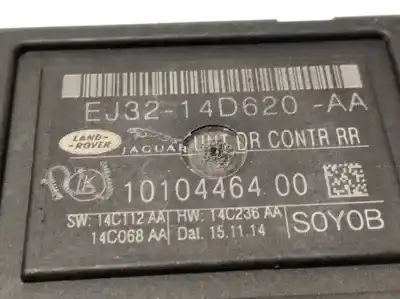 EJ32-14D620-AA
LAND-ROVER JAGUAR UNIT DR CONTR RR
10104464.00
SW: 14C112 AA HW: 14C236 AA
14C068 AA Dat. 15.11.14
SOYOB